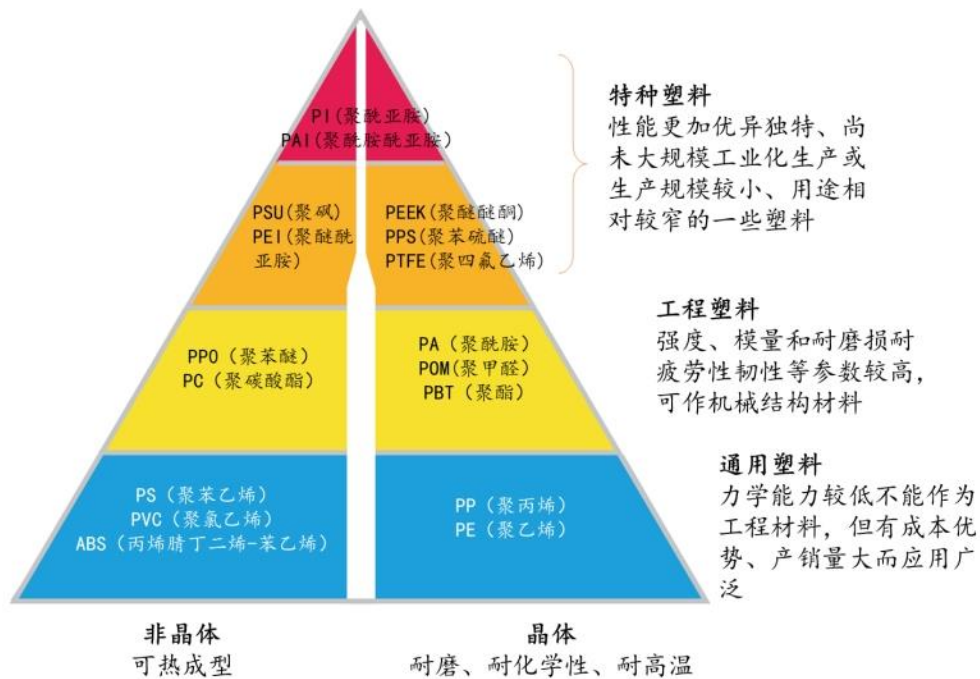 PI(聚酰亚胺)
PAI(聚酰胺酰亚胺)
特种塑料
性能更加优异独特、尚
未大规模工业化生产或
生产规模较小、用途相
对较窄的一些塑料
PSU(聚砜)
PEI(聚醚酰
亚胺)
PEEK(聚醚醚酮)
PPS(聚苯硫醚)
PTFE(聚四氟乙烯)
工程塑料
强度、模量和耐磨损耐
疲劳性韧性等参数较高，
可作机械结构材料
PPO（聚苯醚）
PC（聚碳酸酯）
PA（聚酰胺）
POM(聚甲醛）
PBT（聚酯）
通用塑料
力学能力较低不能作为
工程材料，但有成本优
势、产销量大而应用广
泛
PS（聚苯乙烯）
PVC（聚氯乙烯）
ABS（丙烯腈丁二烯-苯乙烯）
PP（聚丙烯）
PE（聚乙烯）
非晶体
可热成型
晶体
耐磨、耐化学性、耐高温